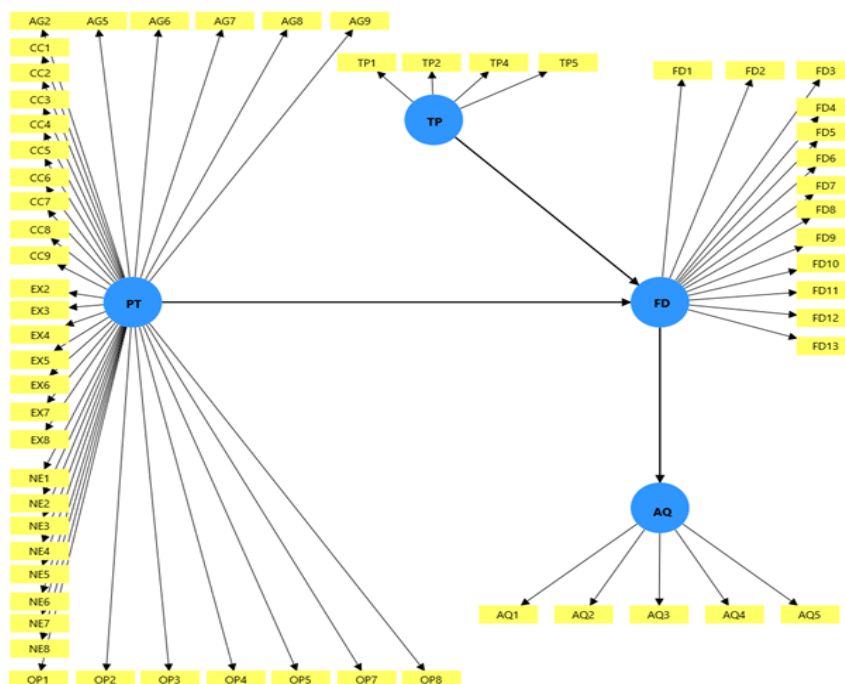 AG2 AG5 AG6 AG7 AG8 AG9
CC1
CC2
CC3
CC4
CC5
CC6
CC7
CC8
CC9
EX2
EX3
EX4
EX5
EX6
EX7
EX8
NE1
NE2
NE3
NE4
NE5
NE6
NE7
NE8
OP1 OP2 OP3 OP4 OP5 OP7 OP8
PT
TP1 TP2 TP4 TP5
TP
FD1 FD2 FD3
FD4
FD5
FD6
FD7
FD8
FD9
FD10
FD11
FD12
FD13
FD
AQ
AQ1 AQ2 AQ3 AQ4 AQ5